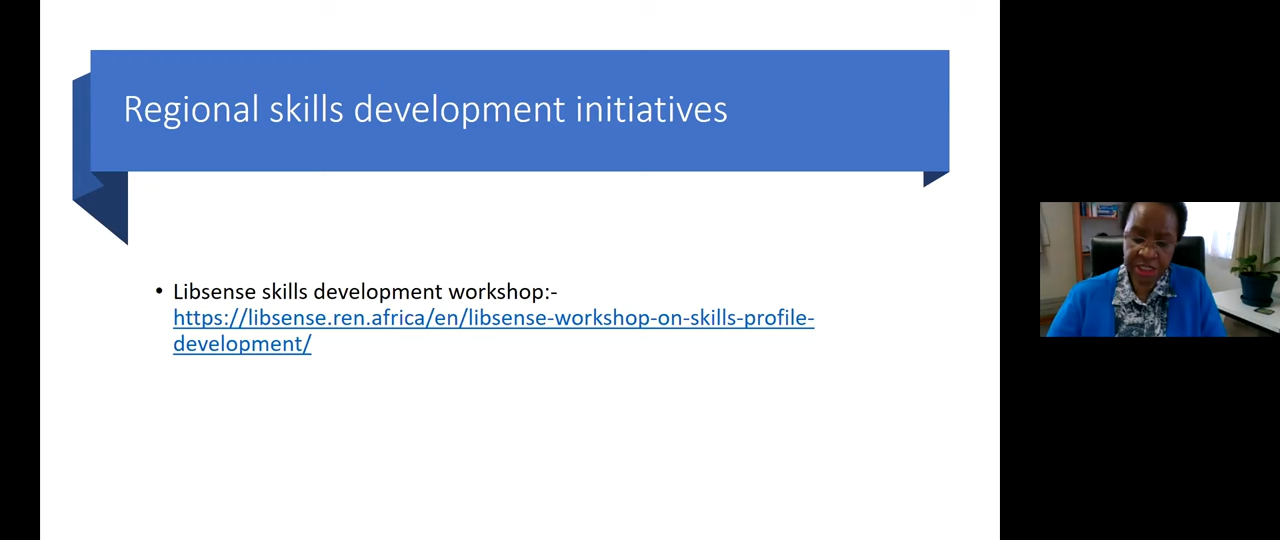 Regional skills development initiatives
• Libsense skills development workshop:-
https://libsense.ren.africa/en/libsense-workshop-on-skills-profile-
development/